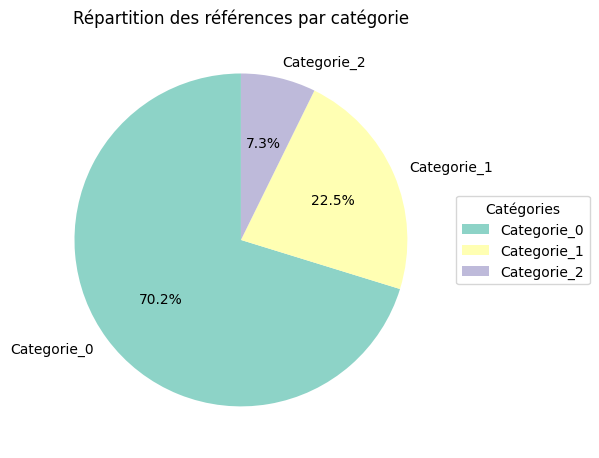 Répartition des références par catégorie
Categorie_2
7.3%
Categorie_1
22.5%
Catégories
Categorie_0
Categorie_1
Categorie_2
70.2%
Categorie_0